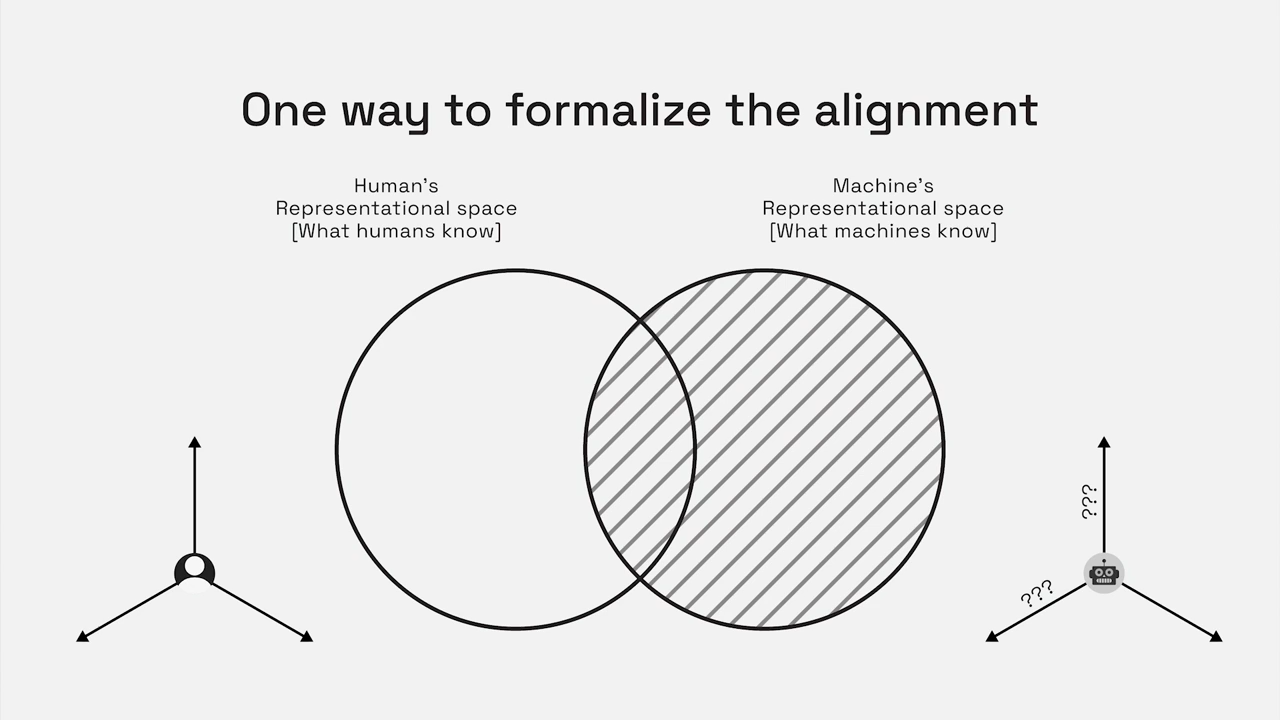 One way to formalize the alignment
Human's
Representational space
[What humans know]
Machine's
Representational space
[What machines know]
???
???